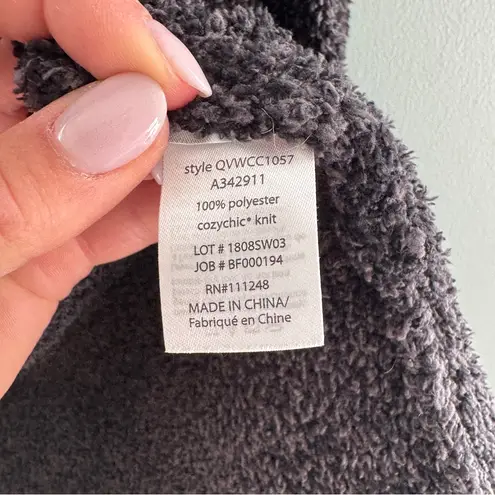 style QVWCC1057
A342911
100% polyester
cozychic® knit
LOT # 1808SW03
JOB # BF000194
RN#111248
MADE IN CHINA/
Fabriqué en Chine